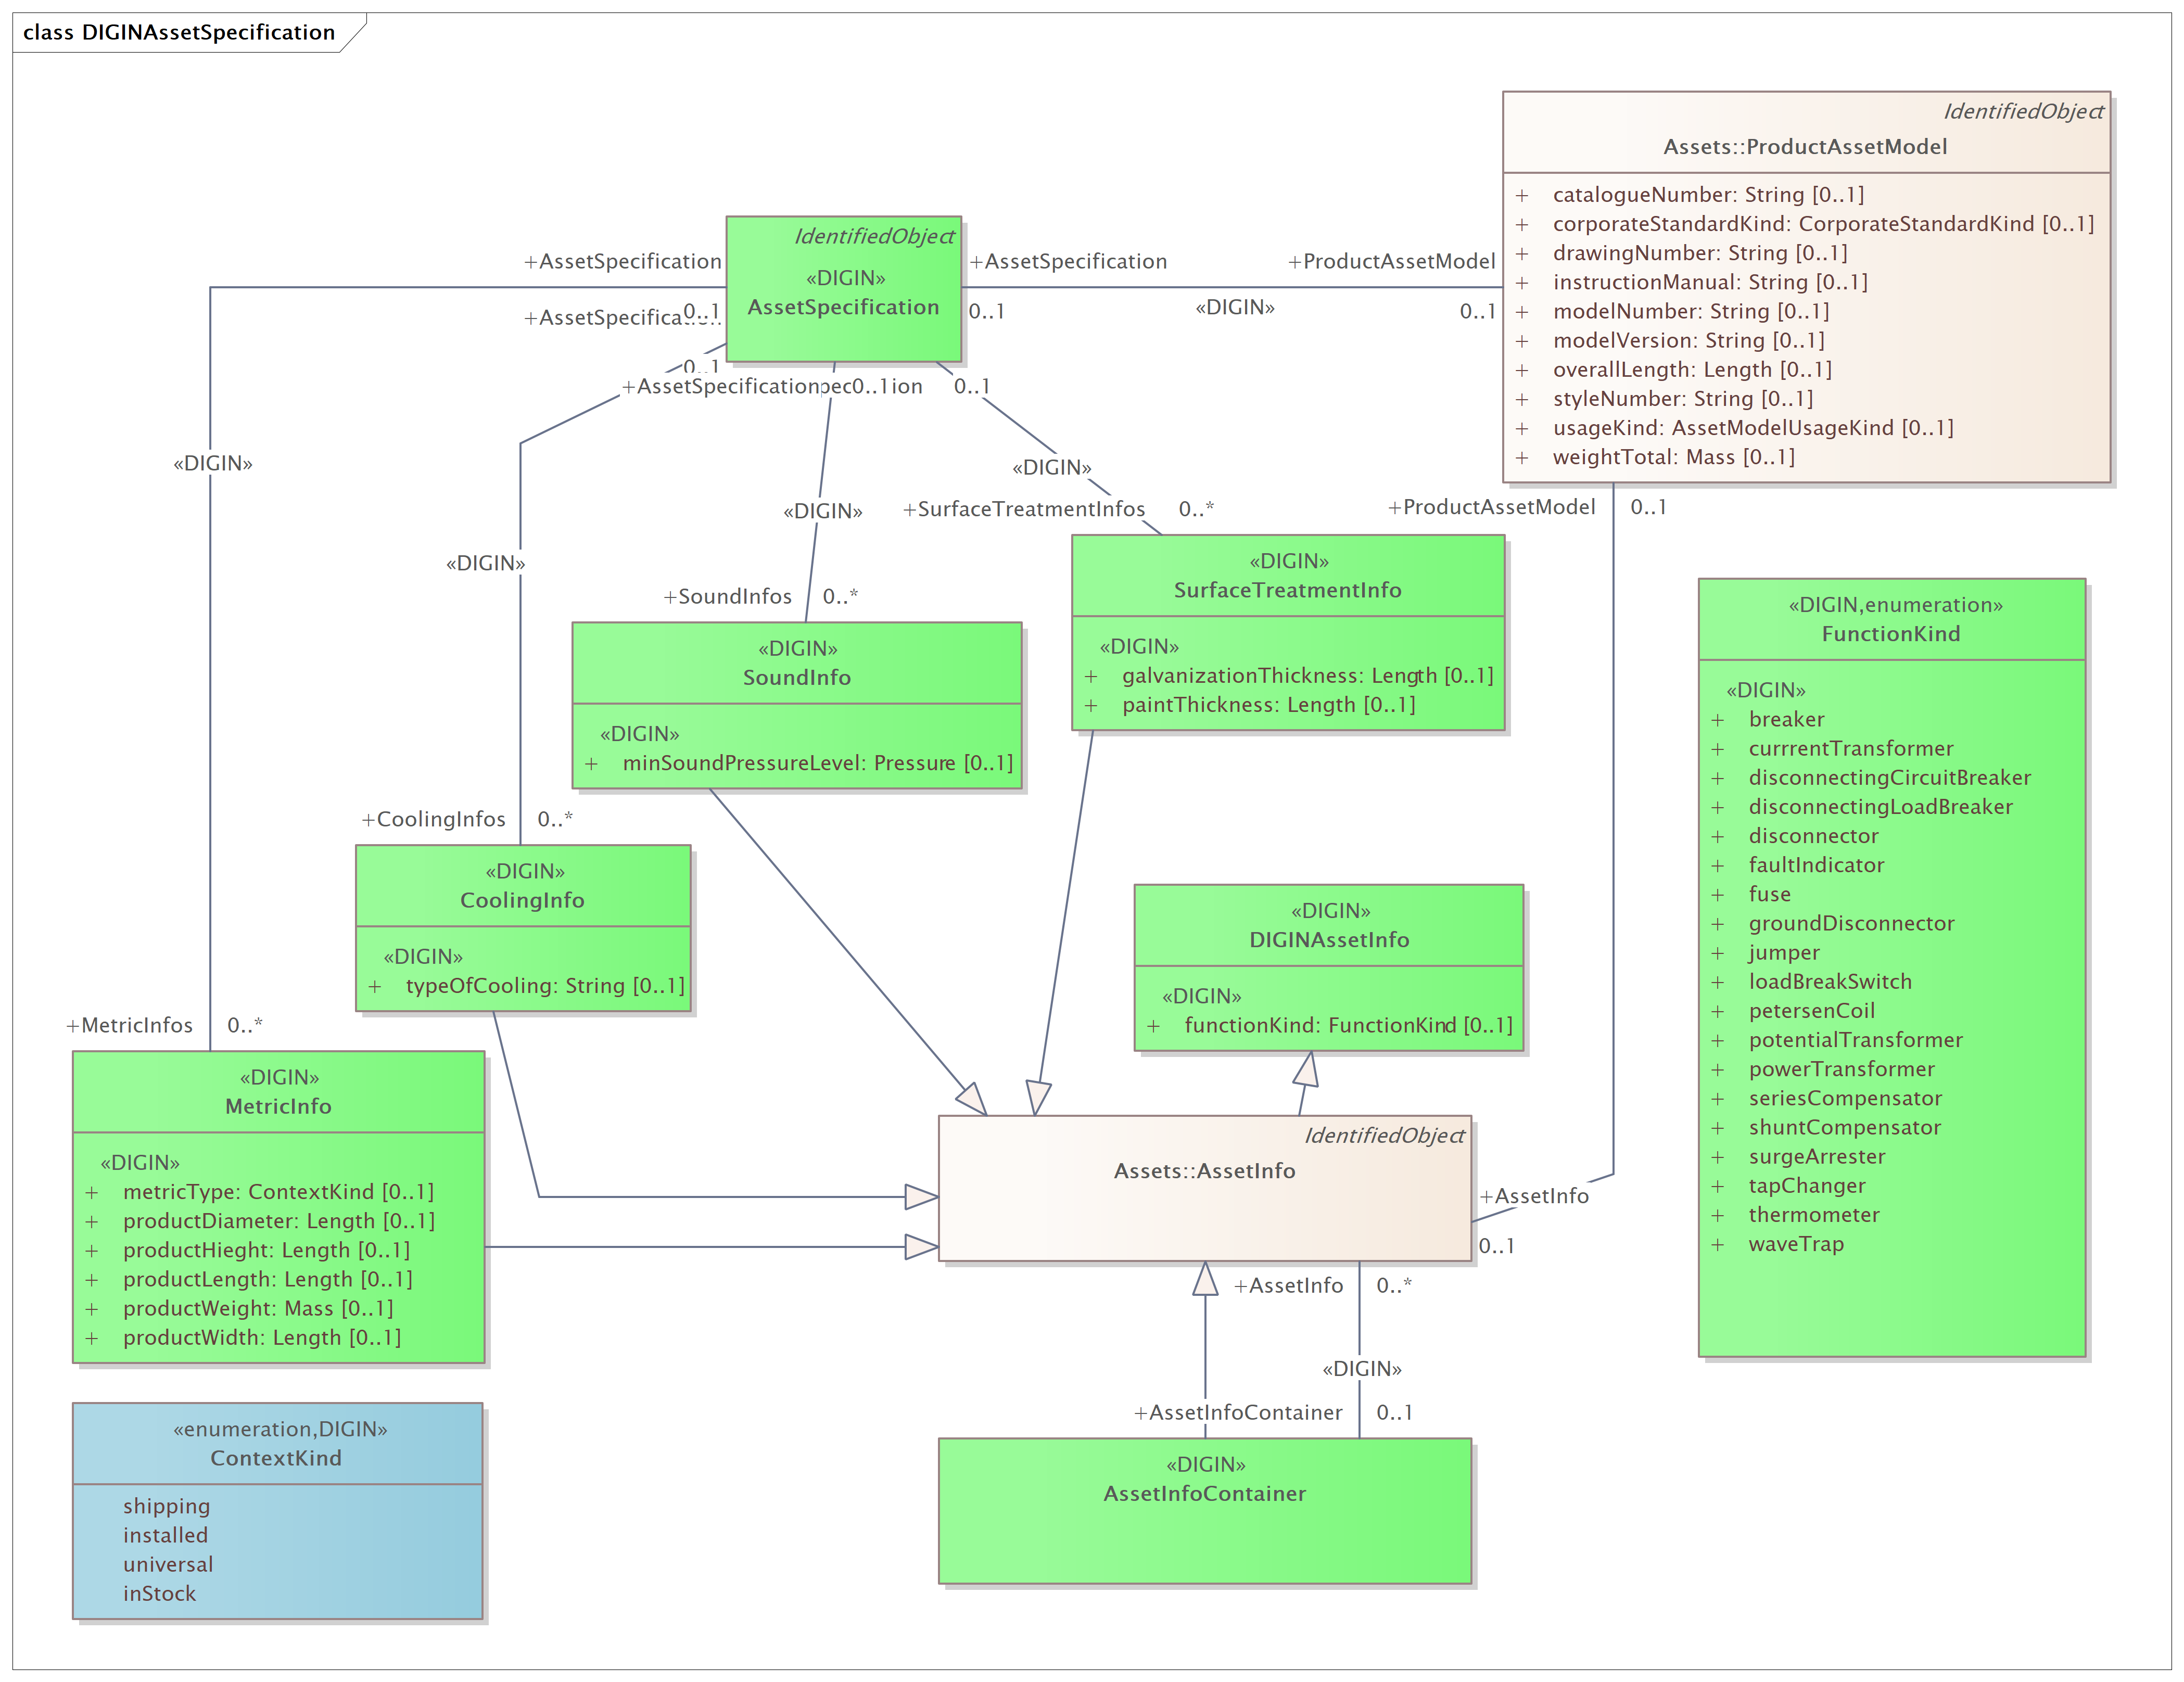 class DIGINAssetSpecification
IdentifiedObject
Assets::ProductAssetModel
+ catalogueNumber: String [0..1]
+ corporateStandardKind: CorporateStandardKind [0..1]
+ drawingNumber: String [0..1]
+ instructionManual: String [0..1]
+ modelNumber: String [0..1]
+ modelVersion: String [0..1]
+ overallLength: Length [0..1]
+ styleNumber: String [0..1]
+ usageKind: AssetModelUsageKind [0..1]
+ weightTotal: Mass [0..1]
IdentifiedObject
«DIGIN»
AssetSpecification
+AssetSpecification
0..1
+AssetSpecification
0..1
+ProductAssetModel
0..1
«DIGIN»
0..1
+AssetSpecification
0..1
0..1
«DIGIN»
«DIGIN»
«DIGIN»
«DIGIN»
+SurfaceTreatmentInfos
0..*
+ProductAssetModel
0..1
«DIGIN»
SurfaceTreatmentInfo
«DIGIN»
+ galvanizationThickness: Length [0..1]
+ paintThickness: Length [0..1]
+SoundInfos
0..*
«DIGIN»
SoundInfo
«DIGIN»
+ minSoundPressureLevel: Pressure [0..1]
«DIGIN,enumeration»
FunctionKind
«DIGIN»
+ breaker
+ currrentTransformer
+ disconnectingCircuitBreaker
+ disconnectingLoadBreaker
+ disconnector
+ faultIndicator
+ fuse
+ groundDisconnector
+ jumper
+ loadBreakSwitch
+ petersenCoil
+ potentialTransformer
+ powerTransformer
+ seriesCompensator
+ shuntCompensator
+ surgeArrester
+ tapChanger
+ thermometer
+ waveTrap
+CoolingInfos
0..*
«DIGIN»
CoolingInfo
«DIGIN»
+ typeOfCooling: String [0..1]
«DIGIN»
DIGINAssetInfo
«DIGIN»
+ functionKind: FunctionKind [0..1]
+MetricInfos
0..*
«DIGIN»
MetricInfo
«DIGIN»
+ metricType: ContextKind [0..1]
+ productDiameter: Length [0..1]
+ productHieght: Length [0..1]
+ productLength: Length [0..1]
+ productWeight: Mass [0..1]
+ productWidth: Length [0..1]
IdentifiedObject
Assets::AssetInfo
+AssetInfo
0..1
+AssetInfo
0..*
«DIGIN»
+AssetInfoContainer
0..1
«DIGIN»
AssetInfoContainer
«enumeration,DIGIN»
ContextKind
shipping
installed
universal
inStock